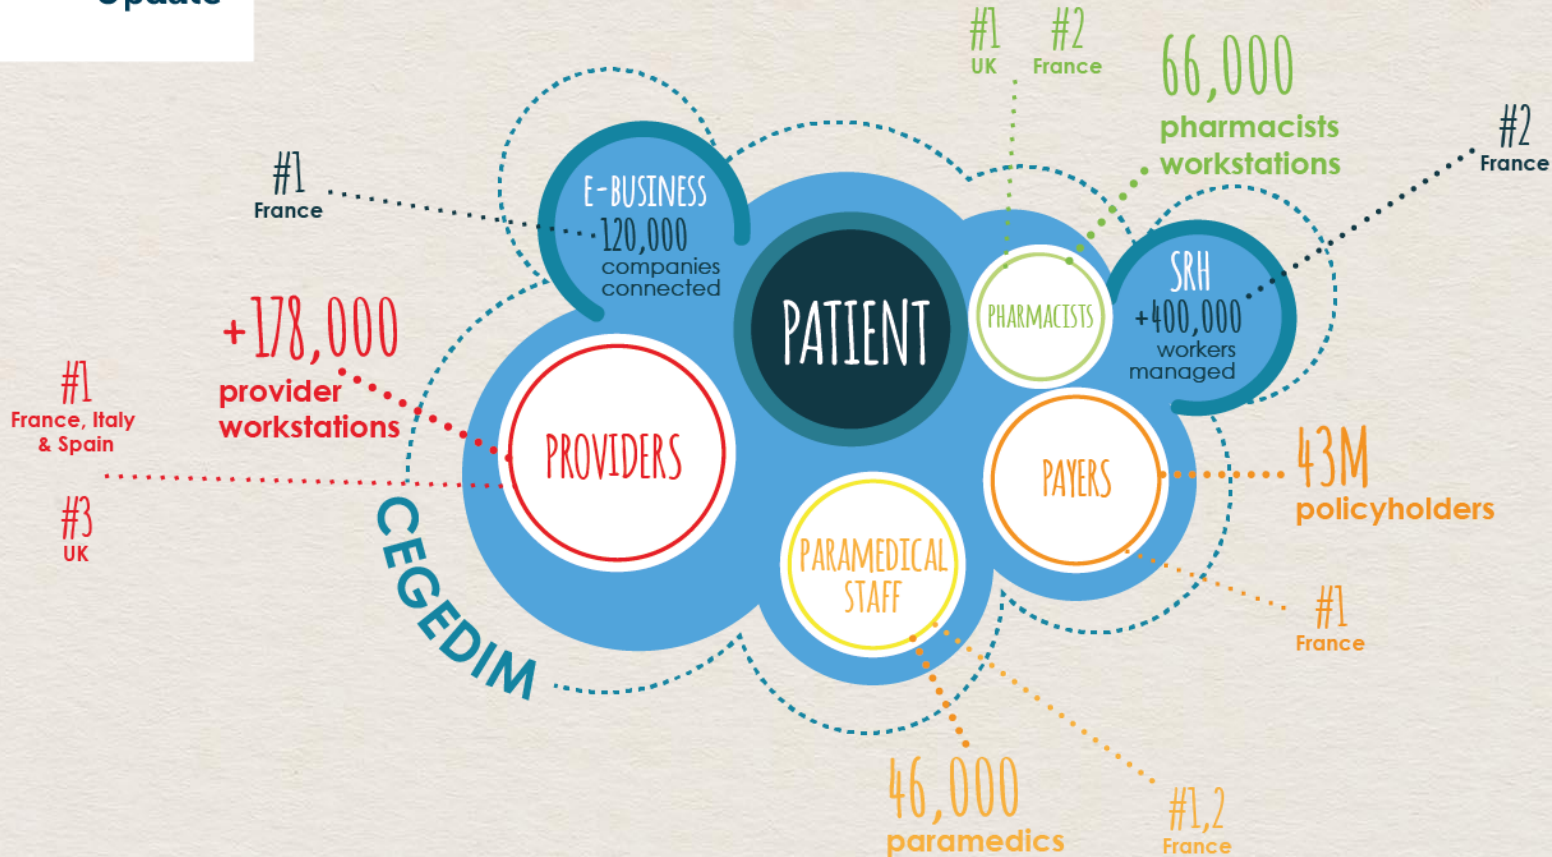 Update
#1
UK
#2
France
66,000
pharmacists
workstations
#2
France
#1
France
E-BUSINESS
120,000
companies
connected
SRH
+400,000
workers
managed
PATIENT
PHARMACISTS
+178,000
provider
workstations
#1
France, Italy
& Spain
#3
UK
PROVIDERS
PAYERS
43M
policyholders
PARAMEDICAL
STAFF
#1
France
CEGEDIM
46,000
paramedics
#1,2
France